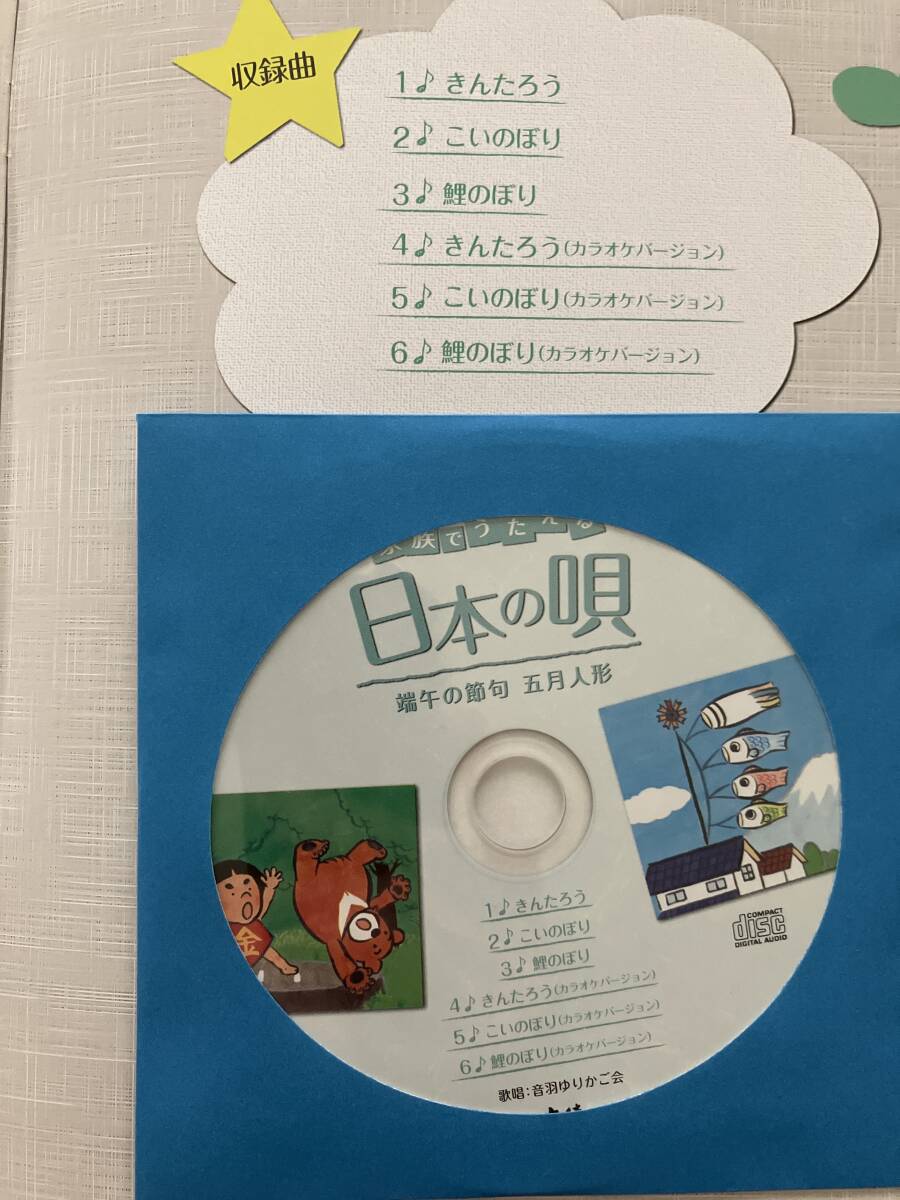 収録曲
1♪ きんたろう
2♪ こいのぼり
3♪ 鯉のぼり
4♪ きんたろう(カラオケバージョン)
5♪ こいのぼり(カラオケバージョン)
6♪ 鯉のぼり(カラオケバージョン)
家族でうたえる
日本の唄
端午の節句 五月人形
金
COMPACT
disc
DIGITAL AUDIO
1♪ きんたろう
2♪ こいのぼり
3♪ 鯉のぼり
4♪ きんたろう(カラオケバージョン)
5♪ こいのぼり(カラオケバージョン)
6♪ 鯉のぼり(カラオケバージョン)
歌唱:音羽ゆりかご会